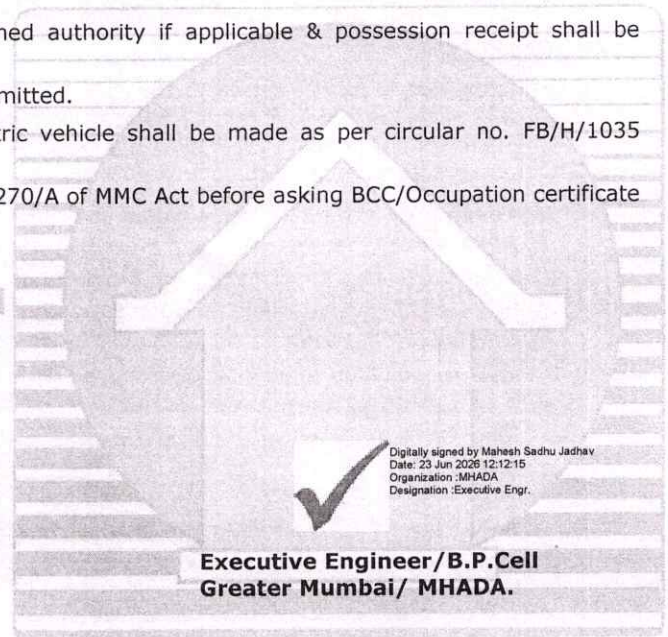 ned authority if applicable & possession receipt shall be
mitted.
tric vehicle shall be made as per circular no. FB/H/1035
270/A of MMC Act before asking BCC/Occupation certificate
Digitally signed by Mahesh Sadhu Jadhav
Date: 23 Jun 2026 12:12:15
Organization :MHADA
Designation :Executive Engr.
Executive Engineer/B.P.Cell
Greater Mumbai/ MHADA.